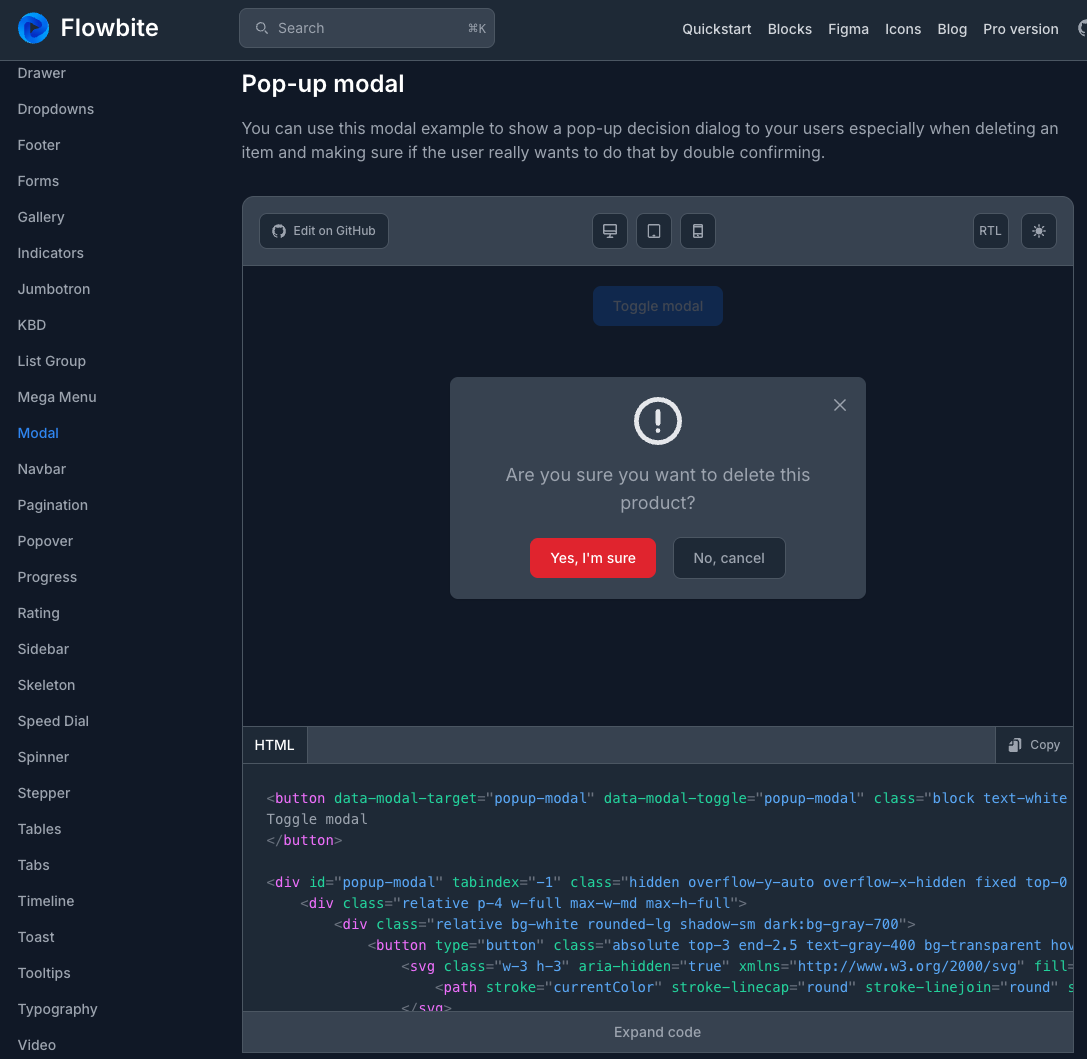 Flowbite
Search ⌘K
Quickstart Blocks Figma Icons Blog Pro version
Drawer
Dropdowns
Footer
Forms
Gallery
Indicators
Jumbotron
KBD
List Group
Mega Menu
Modal
Navbar
Pagination
Popover
Progress
Rating
Sidebar
Skeleton
Speed Dial
Spinner
Stepper
Tables
Tabs
Timeline
Toast
Tooltips
Typography
Video
Pop-up modal
You can use this modal example to show a pop-up decision dialog to your users especially when deleting an
item and making sure if the user really wants to do that by double confirming.
Edit on GitHub
RTL
Toggle modal
Are you sure you want to delete this
product?
Yes, I'm sure No, cancel
HTML Copy
<button data-modal-target="popup-modal" data-modal-toggle="popup-modal" class="block text-white
Toggle modal
</button>
<div id="popup-modal" tabindex="-1" class="hidden overflow-y-auto overflow-x-hidden fixed top-0
<div class="relative p-4 w-full max-w-md max-h-full">
<div class="relative bg-white rounded-lg shadow-sm dark:bg-gray-700">
<button type="button" class="absolute top-3 end-2.5 text-gray-400 bg-transparent hov
<svg class="w-3 h-3" aria-hidden="true" xmlns="http://www.w3.org/2000/svg" fill=
<path stroke="currentColor" stroke-linecap="round" stroke-linejoin="round" s
</svg>
Expand code